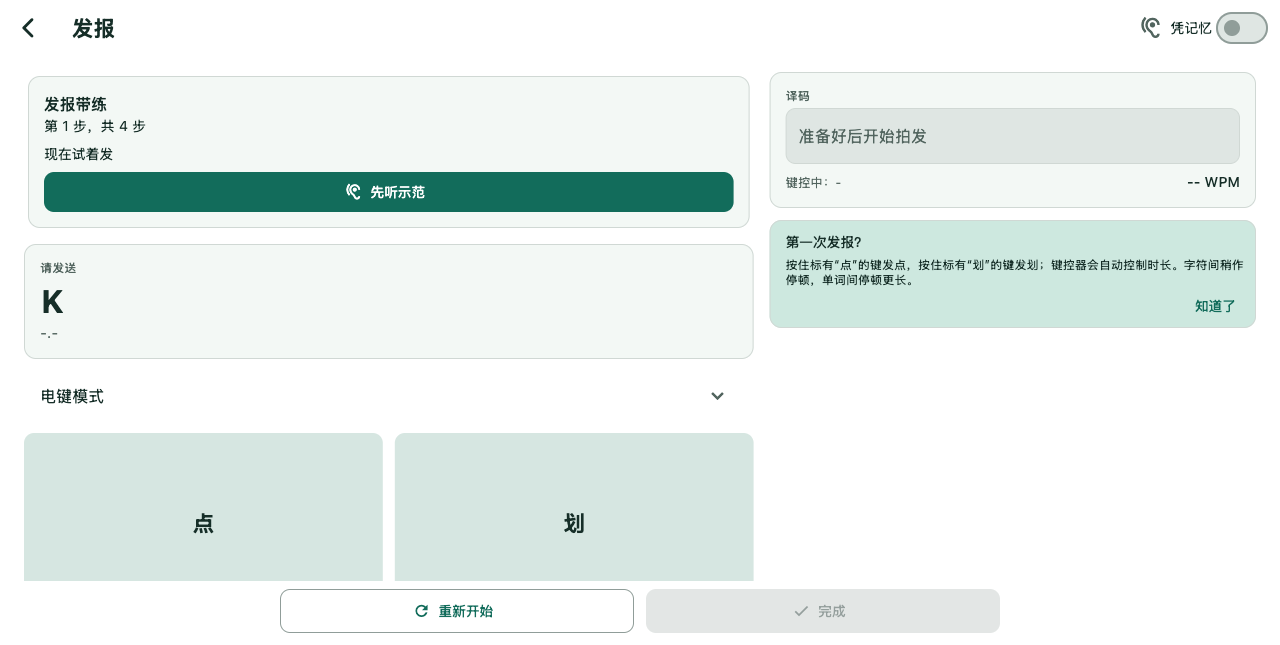 发报
凭记忆
发报带练
第 1 步，共 4 步
现在试着发
先听示范
请发送
K
-.-
电键模式
点
划
译码
准备好后开始拍发
键控中： -
-- WPM
第一次发报?
按住标有“点”的键发点，按住标有“划”的键发划；键控器会自动控制时长。字符间稍作
停顿，单词间停顿更长。
知道了
重新开始
完成